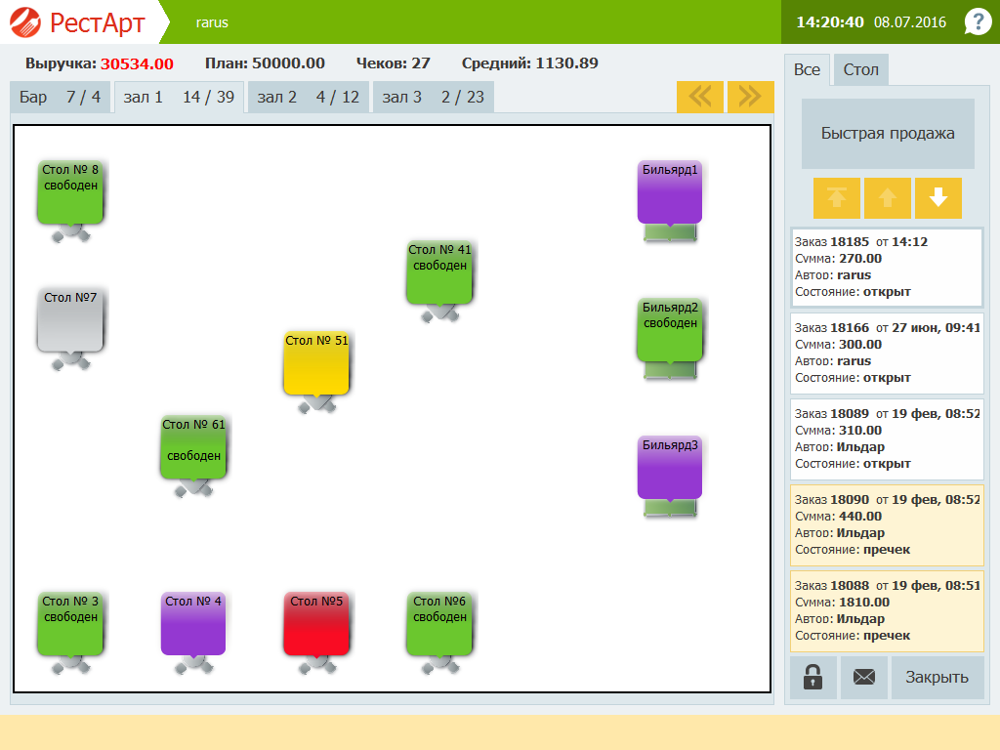 РестАрт
rarus
14:20:40 08.07.2016
?
Выручка: 30534.00 План: 50000.00 Чеков: 27 Средний: 1130.89
Бар 7 / 4
зал 1 14 / 39
зал 2 4 / 12
зал 3 2 / 23
Стол № 8
свободен
Стол №7
Стол № 41
свободен
Стол № 51
Стол № 61
свободен
Бильярд1
Бильярд2
свободен
Бильярд3
Стол № 3
свободен
Стол № 4
Стол №5
Стол №6
свободен
Все
Стол
Быстрая продажа
Заказ 18185 от 14:12
Сумма: 270.00
Автор: rarus
Состояние: открыт
Заказ 18166 от 27 июн, 09:41
Сумма: 300.00
Автор: rarus
Состояние: открыт
Заказ 18089 от 19 фев, 08:52
Сумма: 310.00
Автор: Ильдар
Состояние: открыт
Заказ 18090 от 19 фев, 08:52
Сумма: 440.00
Автор: Ильдар
Состояние: пречек
Заказ 18088 от 19 фев, 08:51
Сумма: 1810.00
Автор: Ильдар
Состояние: пречек
Закрыть